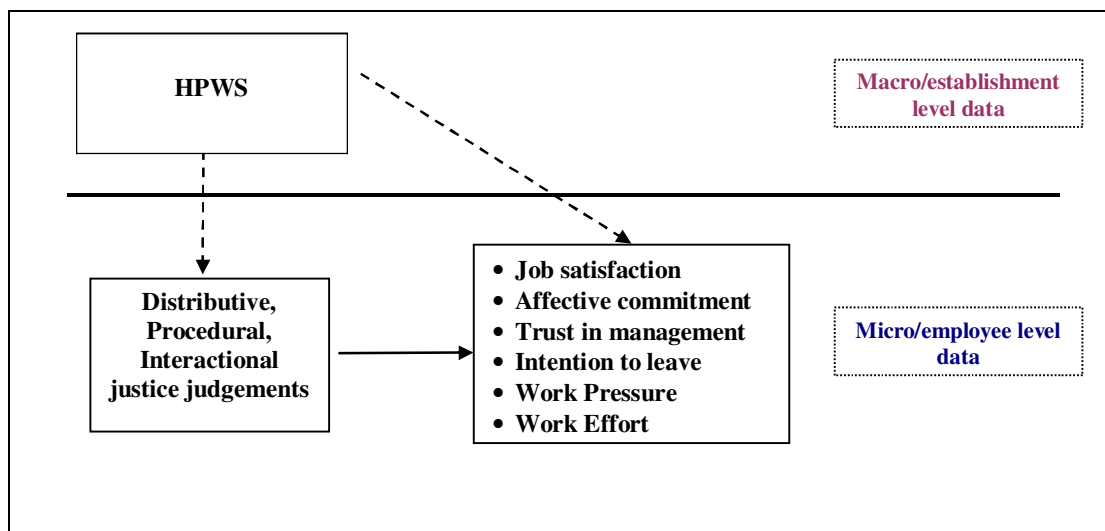 HPWS
Macro/establishment
level data
Distributive,
Procedural,
Interactional
justice judgements
• Job satisfaction
• Affective commitment
• Trust in management
• Intention to leave
• Work Pressure
• Work Effort
Micro/employee level
data